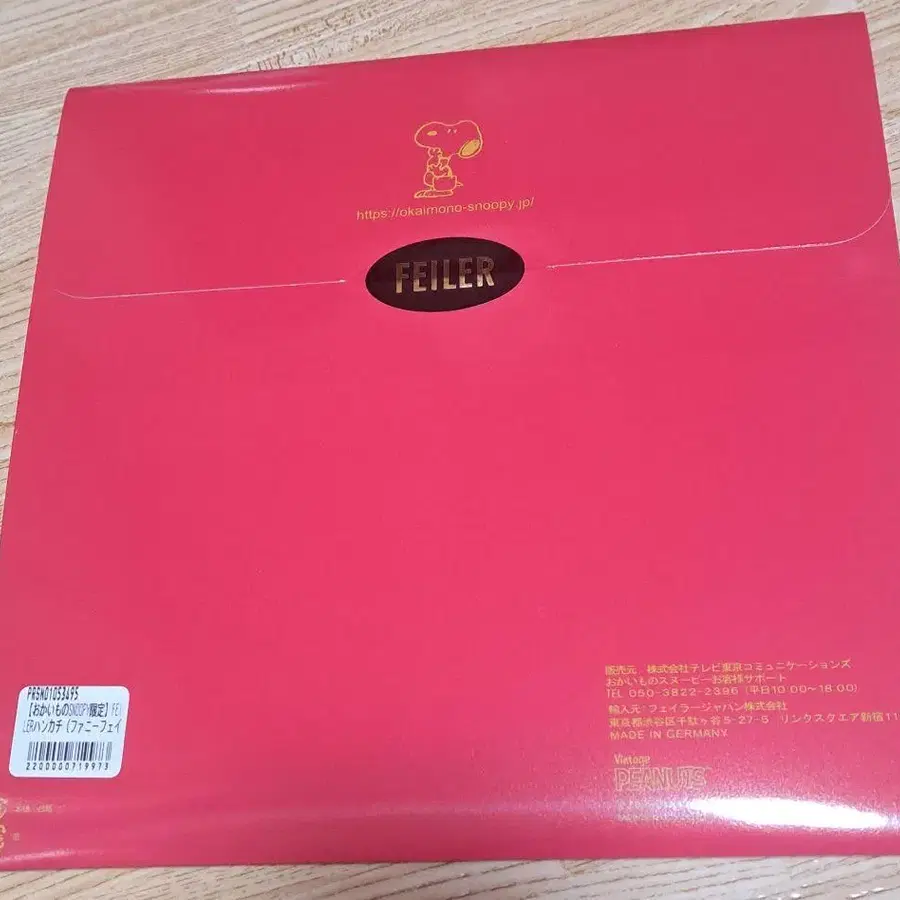 https://okaimono-snoopy.jp/
FEILER
PRSN01053495
【おかいものSNOOPY限定】FEI
LERハンカチ（ファニーフェイ
2200000719973
販売元：株式会社テレビ東京コミュニケーションズ
おかいものスヌーピーお客様サポート
TEL 050-3822-2396（平日10:00〜18:00）
輸入元：フェイラージャパン株式会社
東京都渋谷区千駄ヶ谷5-27-5 リンクスクエア新宿11
MADE IN GERMANY
Vintage
PEANUTS